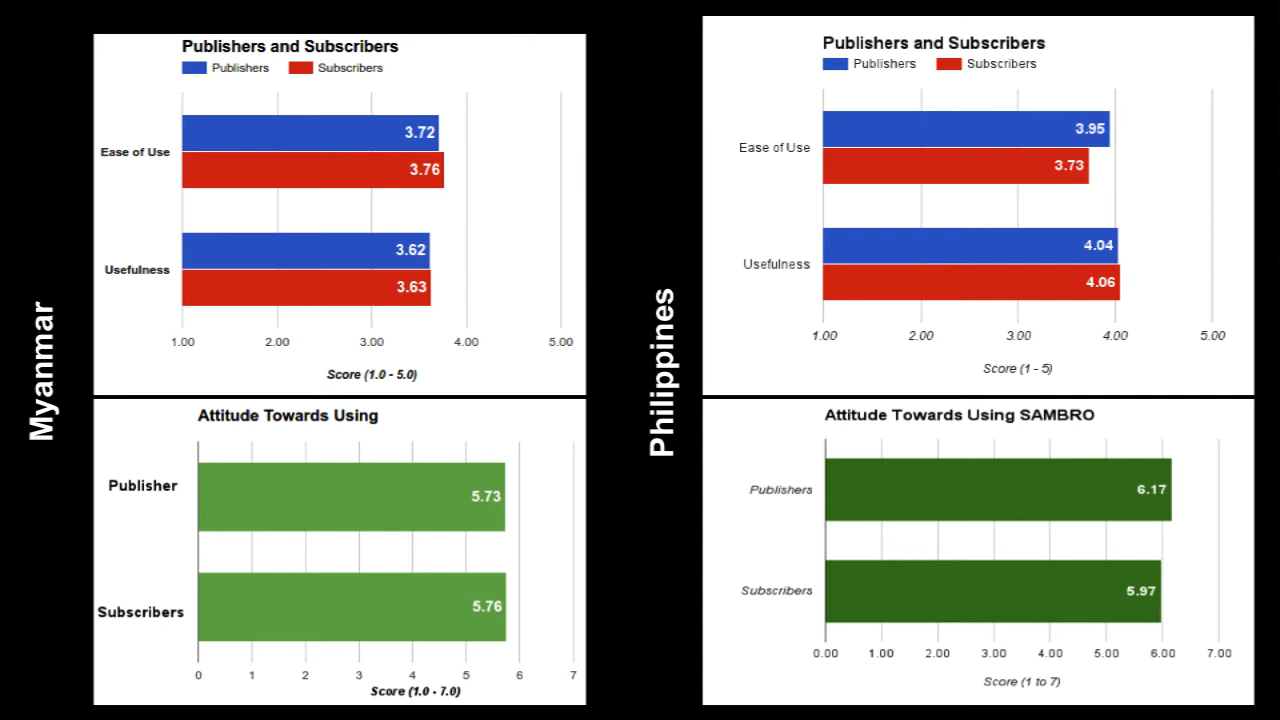 Myanmar
Publishers and Subscribers
Publishers Subscribers
Ease of Use
3.72
3.76
Usefulness
3.62
3.63
1.00 2.00 3.00 4.00 5.00
Score (1.0 - 5.0)
Attitude Towards Using
Publisher
5.73
Subscribers
5.76
0 1 2 3 4 5 6 7
Score (1.0 - 7.0)
Philippines
Publishers and Subscribers
Publishers Subscribers
Ease of Use
3.95
3.73
Usefulness
4.04
4.06
1.00 2.00 3.00 4.00 5.00
Score (1 - 5)
Attitude Towards Using SAMBRO
Publishers
6.17
Subscribers
5.97
0.00 1.00 2.00 3.00 4.00 5.00 6.00 7.00
Score (1 to 7)